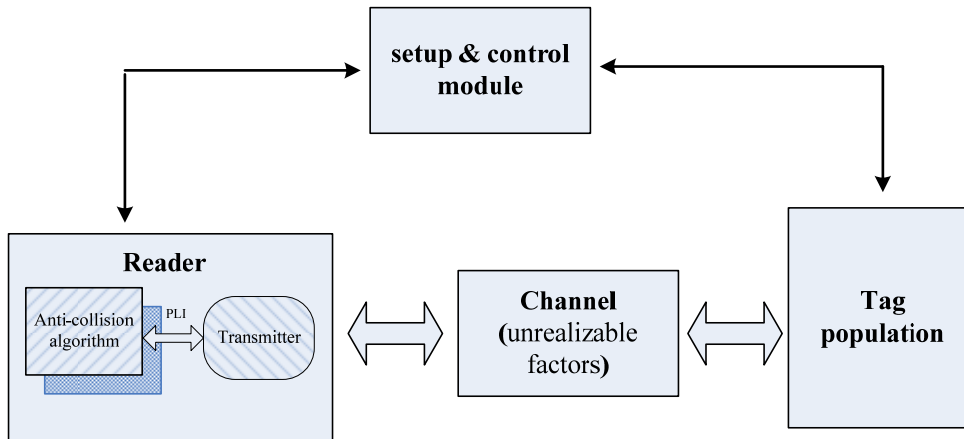 setup & control
module
Reader
Anti-collision
algorithm
PLI
Transmitter
Channel
(unrealizable
factors)
Tag
population